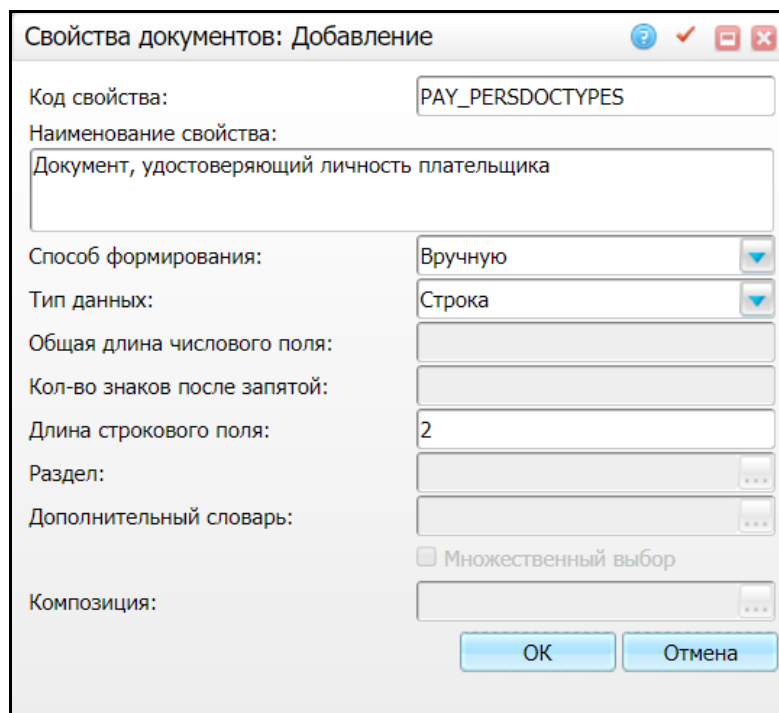 Свойства документов: Добавление
Код свойства: PAY_PERSDOCTYPES
Наименование свойства:
Документ, удостоверяющий личность плательщика
Способ формирования: Вручную
Тип данных: Строка
Общая длина числового поля:
Кол-во знаков после запятой:
Длина строкового поля: 2
Раздел:
Дополнительный словарь:
Множественный выбор
Композиция:
ОК Отмена